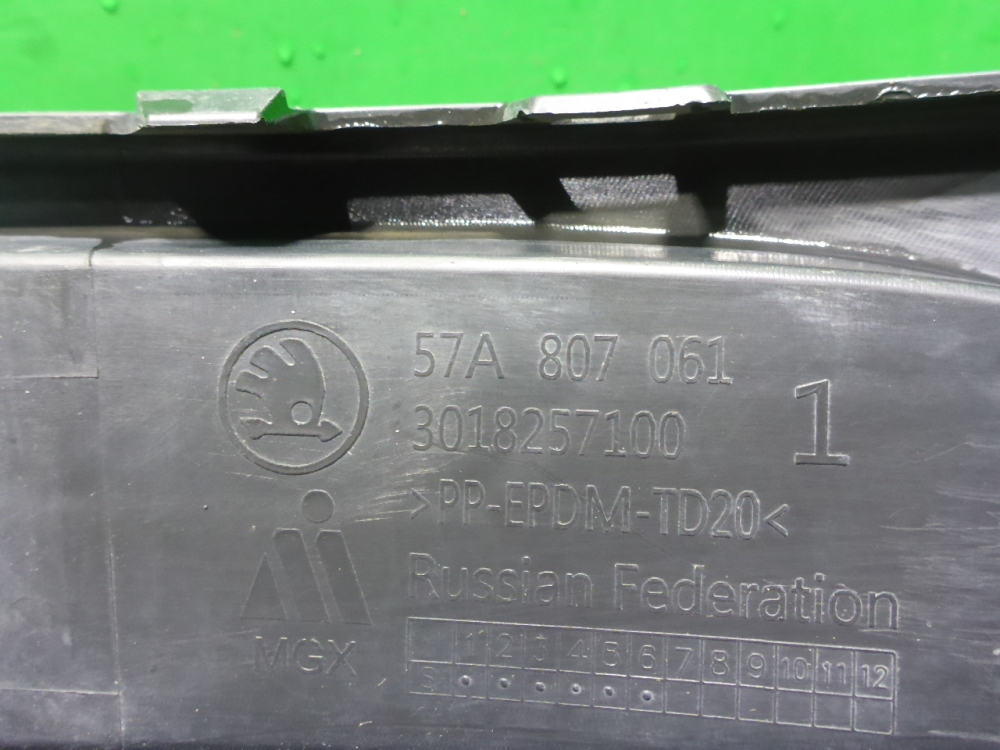 57A 807 061
3018257100
1
>PP-EPDM-TD20<
Russian Federation
MGX
1 2 3 4 5 6 7 8 9 10 11 12